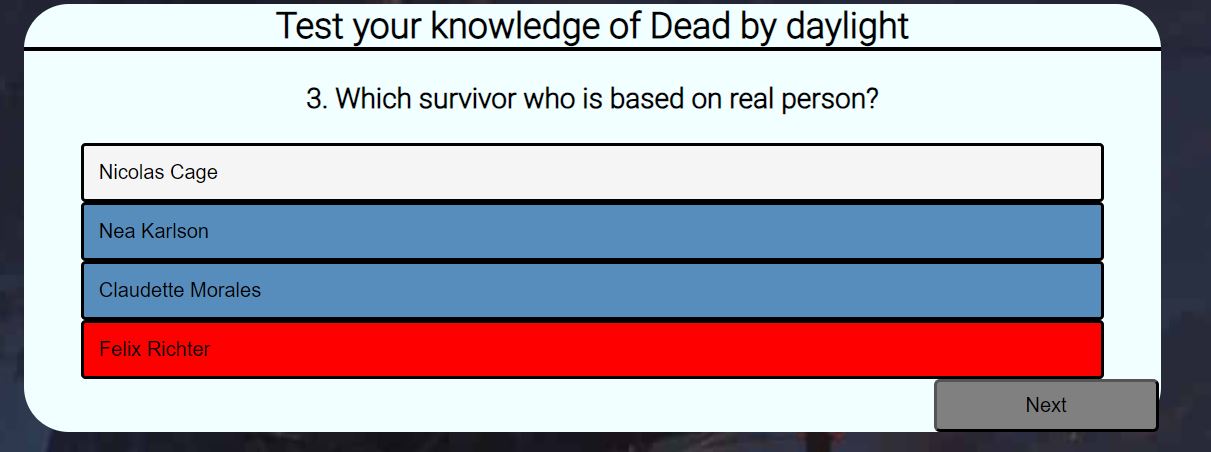 Test your knowledge of Dead by daylight
3. Which survivor who is based on real person?
Nicolas Cage
Nea Karlson
Claudette Morales
Felix Richter
Next